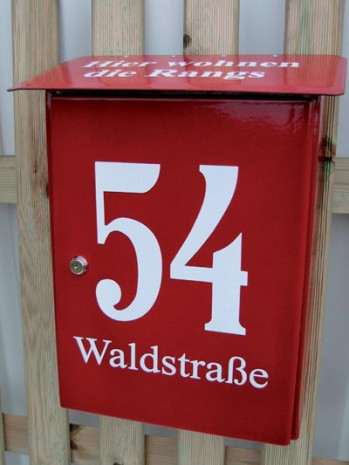 Hier wohnen
die Rangs
54
Waldstraße